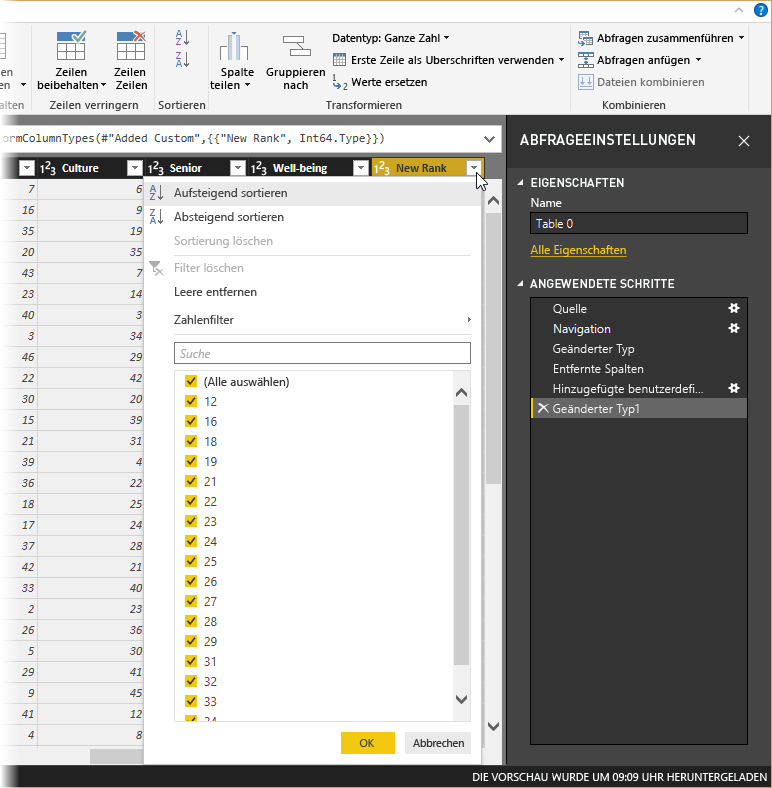 Zeilen
beibehalten
Zeilen
Zeilen
Zeilen verringern
Sortieren
Spalte
teilen
Gruppieren
nach
Datentyp: Ganze Zahl
Erste Zeile als Überschriften verwenden
Werte ersetzen
Transformieren
Abfragen zusammenführen
Abfragen anfügen
Dateien kombinieren
Kombinieren
ormColumnTypes(#"Added Custom",{{"New Rank", Int64.Type}})
Culture
Senior
Well-being
New Rank
7 6
16 9
35 19
20 35
43 7
23 14
40 3
3 34
46 29
22 42
30 20
15 39
21 31
39 4
36 22
18 25
17 24
37 28
42 21
33 40
2 23
26 36
5 30
29 41
9 45
41 12
4 8
Aufsteigend sortieren
Absteigend sortieren
Sortierung löschen
Filter löschen
Leere entfernen
Zahlenfilter
Suche
(Alle auswählen)
12
16
18
19
21
22
23
24
25
26
27
28
29
31
32
33
OK
Abbrechen
ABFRAGEEINSTELLUNGEN
EIGENSCHAFTEN
Name
Table 0
Alle Eigenschaften
ANGEWENDETE SCHRITTE
Quelle
Navigation
Geänderter Typ
Entfernte Spalten
Hinzugefügte benutzerdefi...
Geänderter Typ1
DIE VORSCHAU WURDE UM 09:09 UHR HERUNTERGELADEN